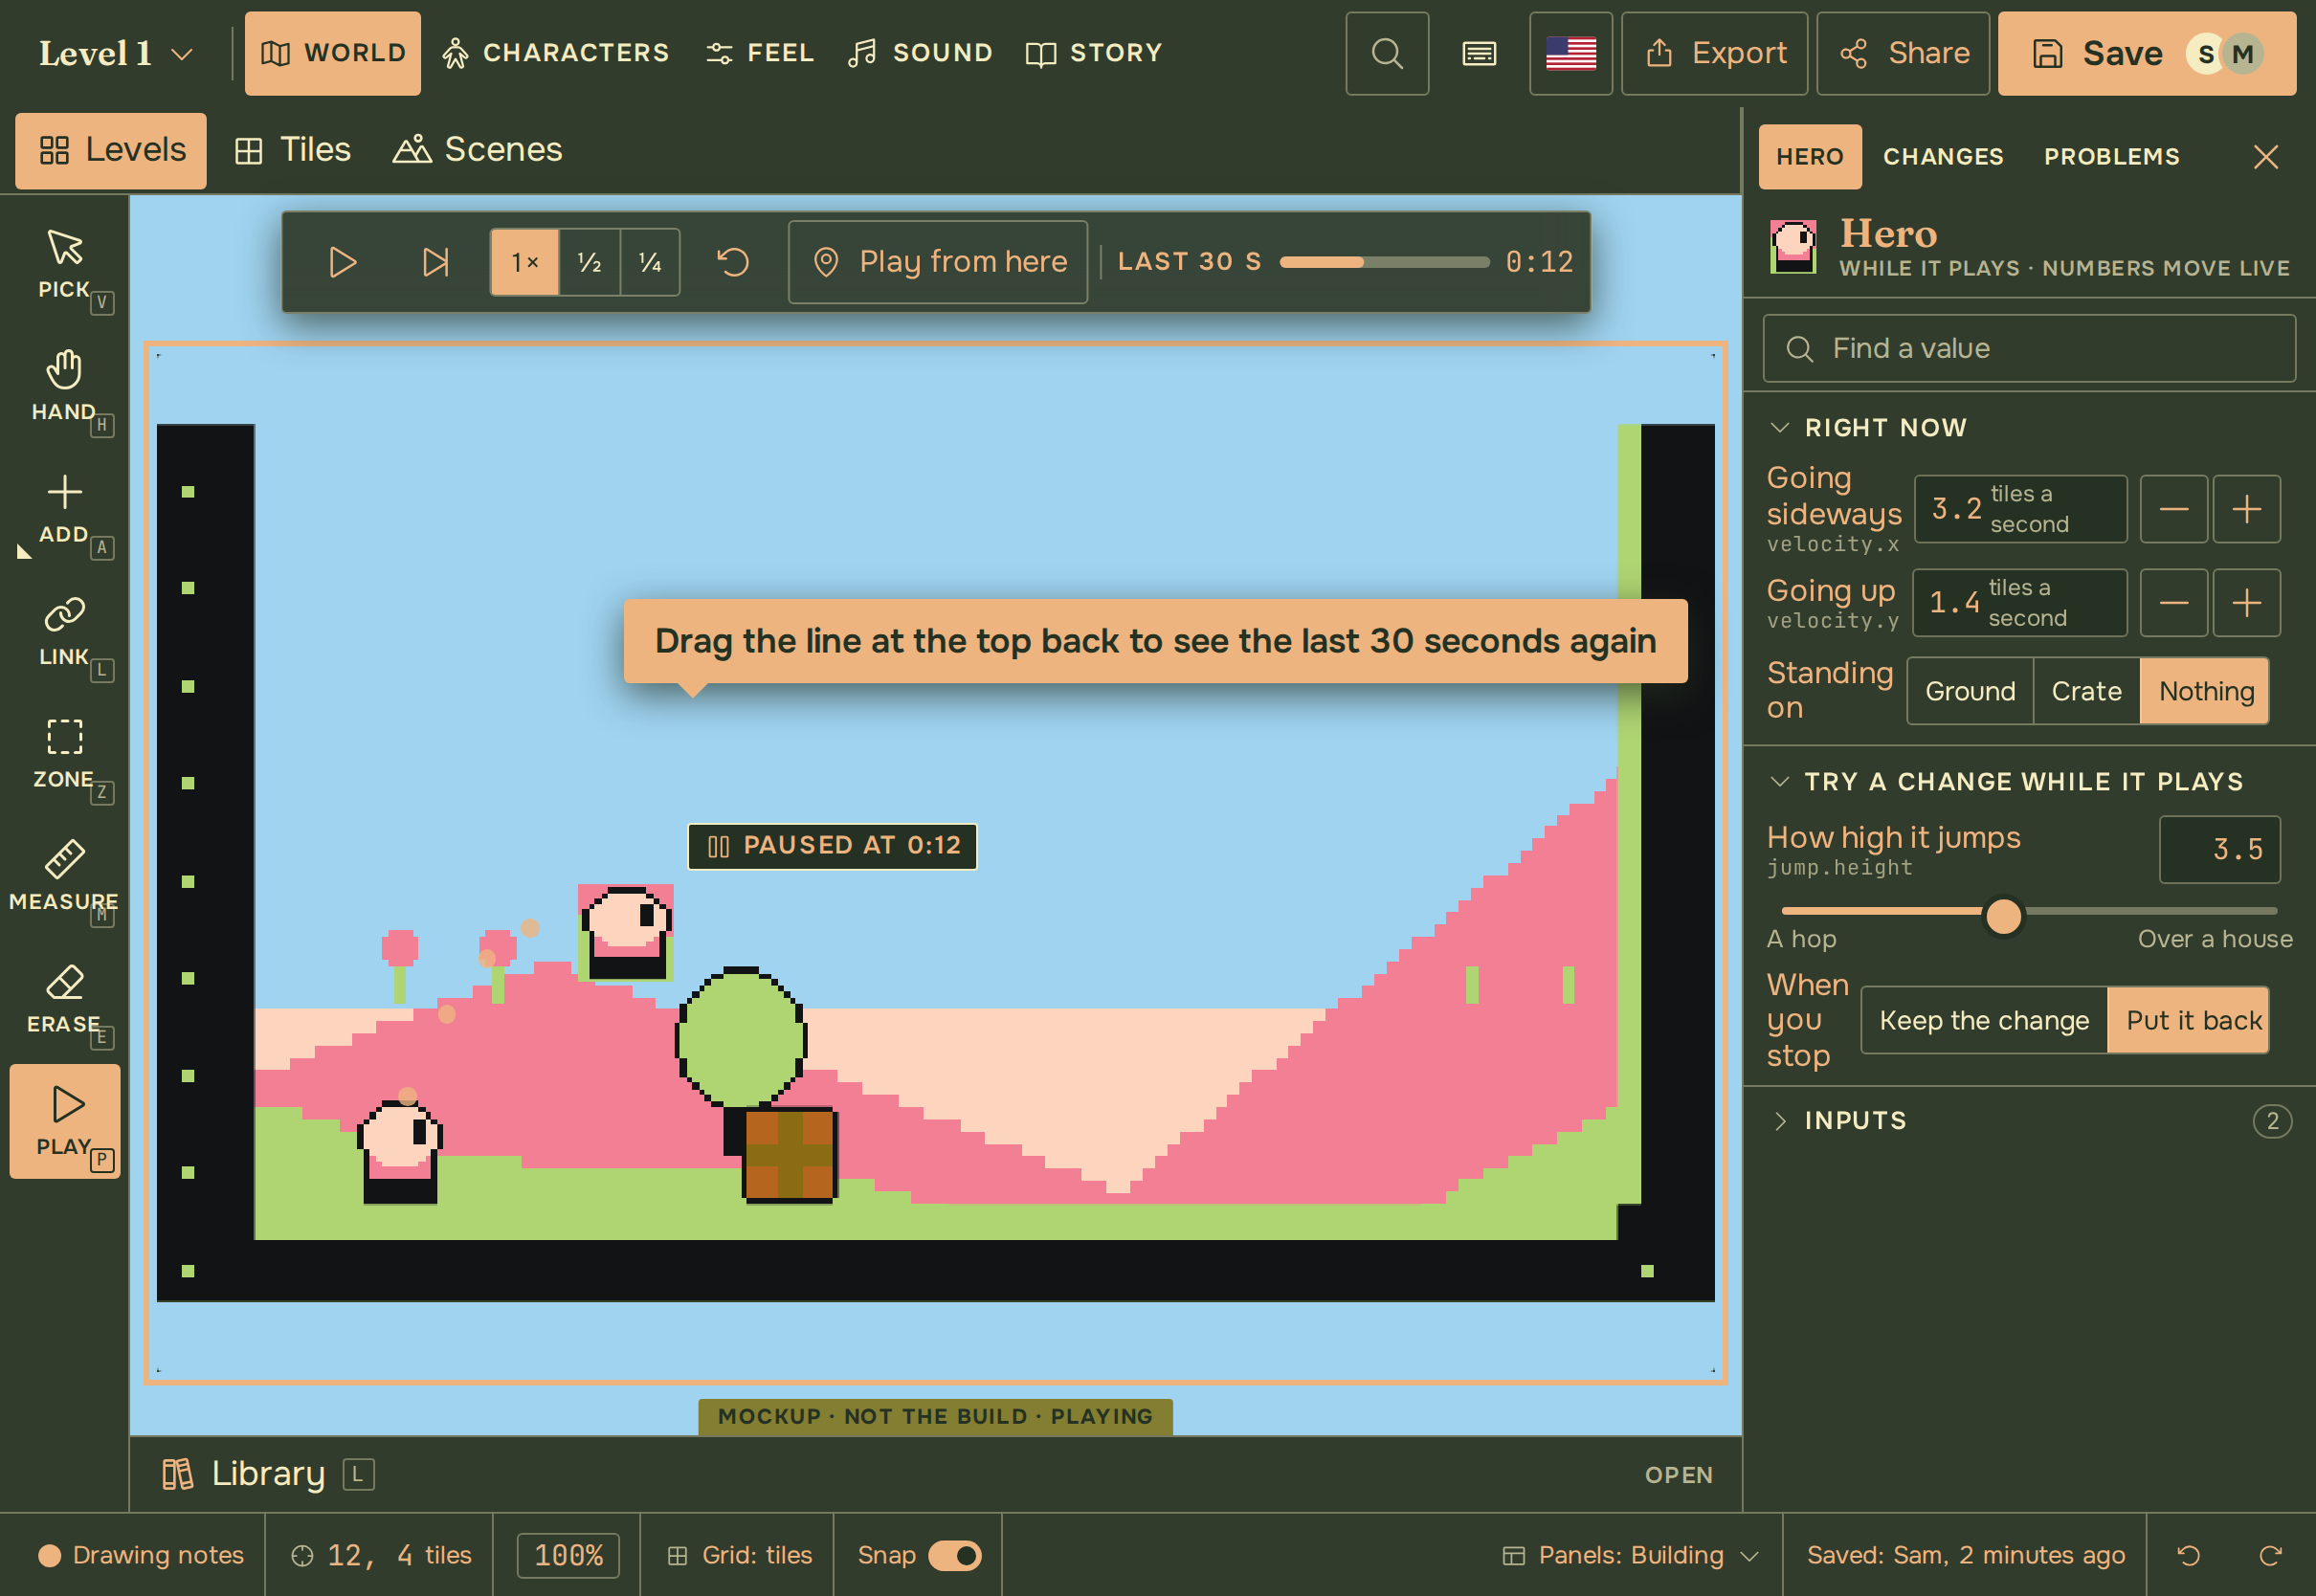 Level 1
WORLD
CHARACTERS
FEEL
SOUND
STORY
Export
Share
Save
S
M
Levels
Tiles
Scenes
HERO
CHANGES
PROBLEMS
Hero
WHILE IT PLAYS · NUMBERS MOVE LIVE
Find a value
PICK
V
HAND
H
ADD
A
LINK
L
ZONE
Z
MEASURE
M
ERASE
E
PLAY
P
1×
½
¼
Play from here
LAST 30 S
0:12
Drag the line at the top back to see the last 30 seconds again
PAUSED AT 0:12
MOCKUP · NOT THE BUILD · PLAYING
RIGHT NOW
Going sideways
velocity.x
3.2
tiles a second
Going up
velocity.y
1.4
tiles a second
Standing on
Ground
Crate
Nothing
TRY A CHANGE WHILE IT PLAYS
How high it jumps
jump.height
3.5
A hop
Over a house
When you stop
Keep the change
Put it back
INPUTS
2
Library
L
OPEN
Drawing notes
12, 4 tiles
100%
Grid: tiles
Snap
Panels: Building
Saved: Sam, 2 minutes ago